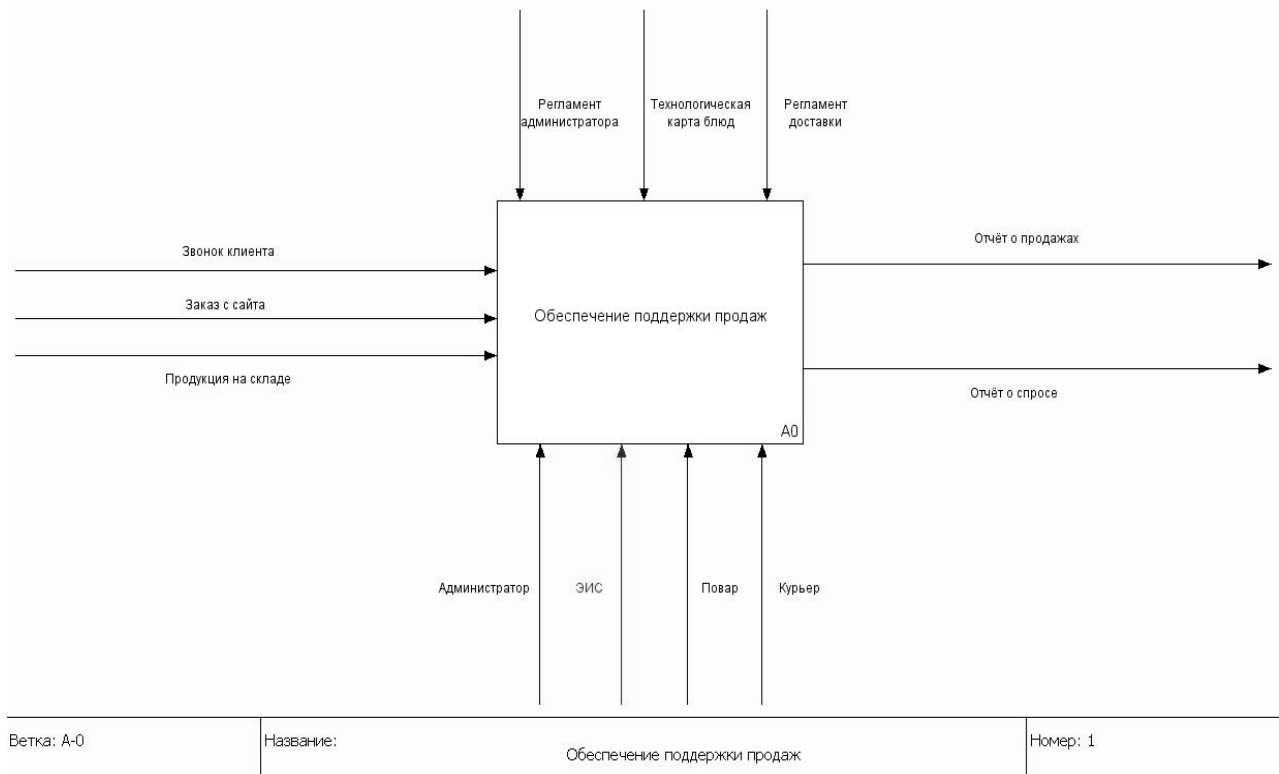 Регламент
администратора
Технологическая
карта блюд
Регламент
доставки
Звонок клиента
Заказ с сайта
Продукция на складе
Обеспечение поддержки продаж
A0
Отчёт о продажах
Отчёт о спросе
Администратор
ЭИС
Повар
Курьер
Ветка: A-0
Название:
Обеспечение поддержки продаж
Номер: 1